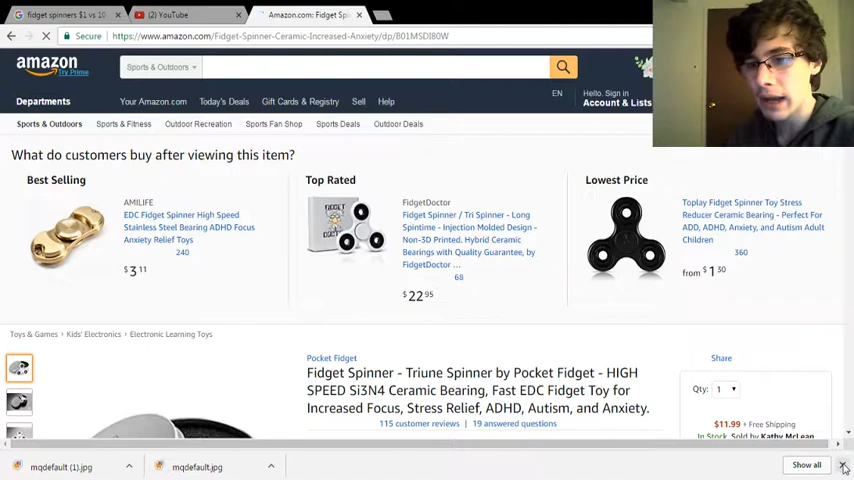 fidget spinners $1 vs 10
(2) YouTube
Amazon.com: Fidget Sp
Secure
https://www.amazon.com/Fidget-Spinner-Ceramic-Increased-Anxiety/dp/B01MSDI80W
amazon
Try Prime
Sports & Outdoors
EN
Hello. Sign in
Departments
Your Amazon.com Today's Deals Gift Cards & Registry Sell Help
Account & Lists
Sports & Outdoors Sports & Fitness Outdoor Recreation Sports Fan Shop Sports Deals Outdoor Deals
What do customers buy after viewing this item?
Best Selling
AMILIFE
EDC Fidget Spinner High Speed
Stainless Steel Bearing ADHD Focus
Anxiety Relief Toys
240
$3.11
Top Rated
FidgetDoctor
Fidget Spinner / Tri Spinner - Long
Spintime - Injection Molded Design -
Non-3D Printed. Hybrid Ceramic
Bearings with Quality Guarantee, by
FidgetDoctor ...
68
$22.95
Lowest Price
Toplay Fidget Spinner Toy Stress
Reducer Ceramic Bearing - Perfect For
ADD, ADHD, Anxiety, and Autism Adult
Children
360
from $1.30
Toys & Games › Kids' Electronics › Electronic Learning Toys
Pocket Fidget
Fidget Spinner - Triune Spinner by Pocket Fidget - HIGH
SPEED Si3N4 Ceramic Bearing, Fast EDC Fidget Toy for
Increased Focus, Stress Relief, ADHD, Autism, and Anxiety.
115 customer reviews | 19 answered questions
Share
Qty: 1
$11.99 + Free Shipping
In Stock. Sold by Kathy McLean
mqdefault (1).jpg
mqdefault.jpg
Show all